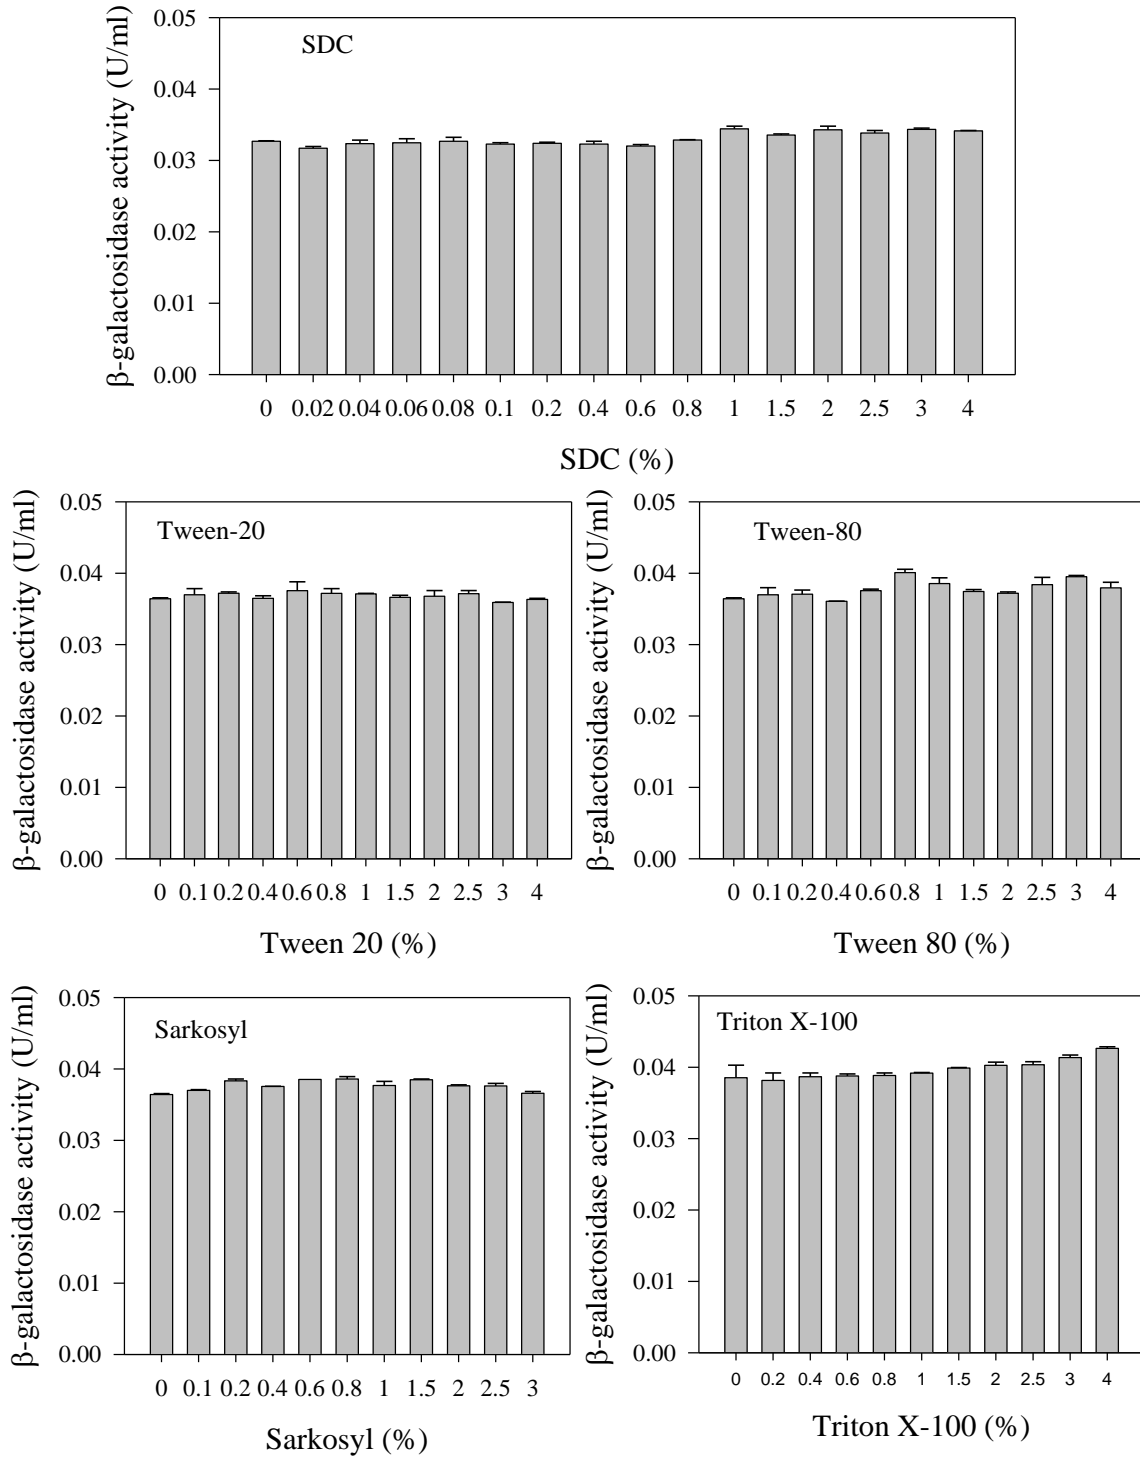 β-galactosidase activity (U/ml)
SDC
0.05
0.04
0.03
0.02
0.01
0.00
0 0.02 0.04 0.06 0.08 0.1 0.2 0.4 0.6 0.8 1 1.5 2 2.5 3 4
SDC (%)
β-galactosidase activity (U/ml)
Tween-20
0.05
0.04
0.03
0.02
0.01
0.00
0 0.1 0.2 0.4 0.6 0.8 1 1.5 2 2.5 3 4
Tween 20 (%)
β-galactosidase activity (U/ml)
Tween-80
0.05
0.04
0.03
0.02
0.01
0.00
0 0.1 0.2 0.4 0.6 0.8 1 1.5 2 2.5 3 4
Tween 80 (%)
β-galactosidase activity (U/ml)
Sarkosyl
0.05
0.04
0.03
0.02
0.01
0.00
0 0.1 0.2 0.4 0.6 0.8 1 1.5 2 2.5 3
Sarkosyl (%)
β-galactosidase activity (U/ml)
Triton X-100
0.05
0.04
0.03
0.02
0.01
0.00
0 0.2 0.4 0.6 0.8 1 1.5 2 2.5 3 4
Triton X-100 (%)